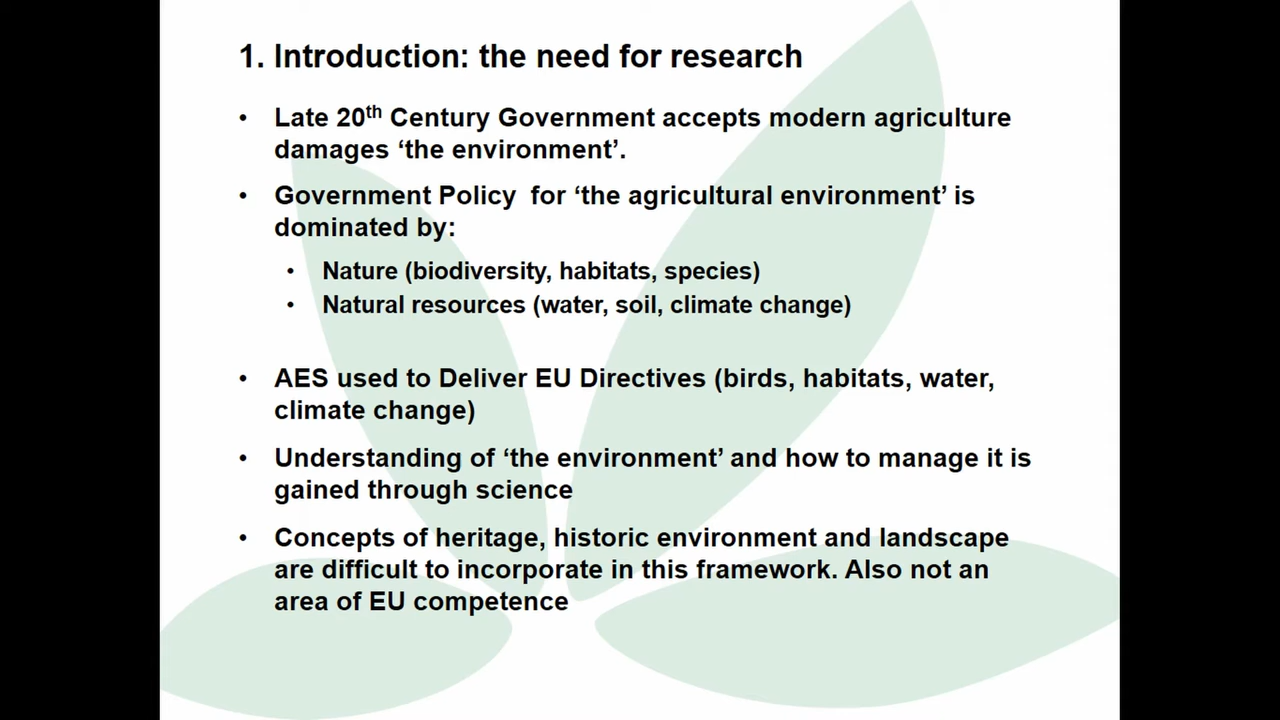 1. Introduction: the need for research
• Late 20th Century Government accepts modern agriculture
damages ‘the environment’.
• Government Policy  for ‘the agricultural environment’ is
dominated by:
• Nature (biodiversity, habitats, species)
• Natural resources (water, soil, climate change)
• AES used to Deliver EU Directives (birds, habitats, water,
climate change)
• Understanding of ‘the environment’ and how to manage it is
gained through science
• Concepts of heritage, historic environment and landscape
are difficult to incorporate in this framework. Also not an
area of EU competence